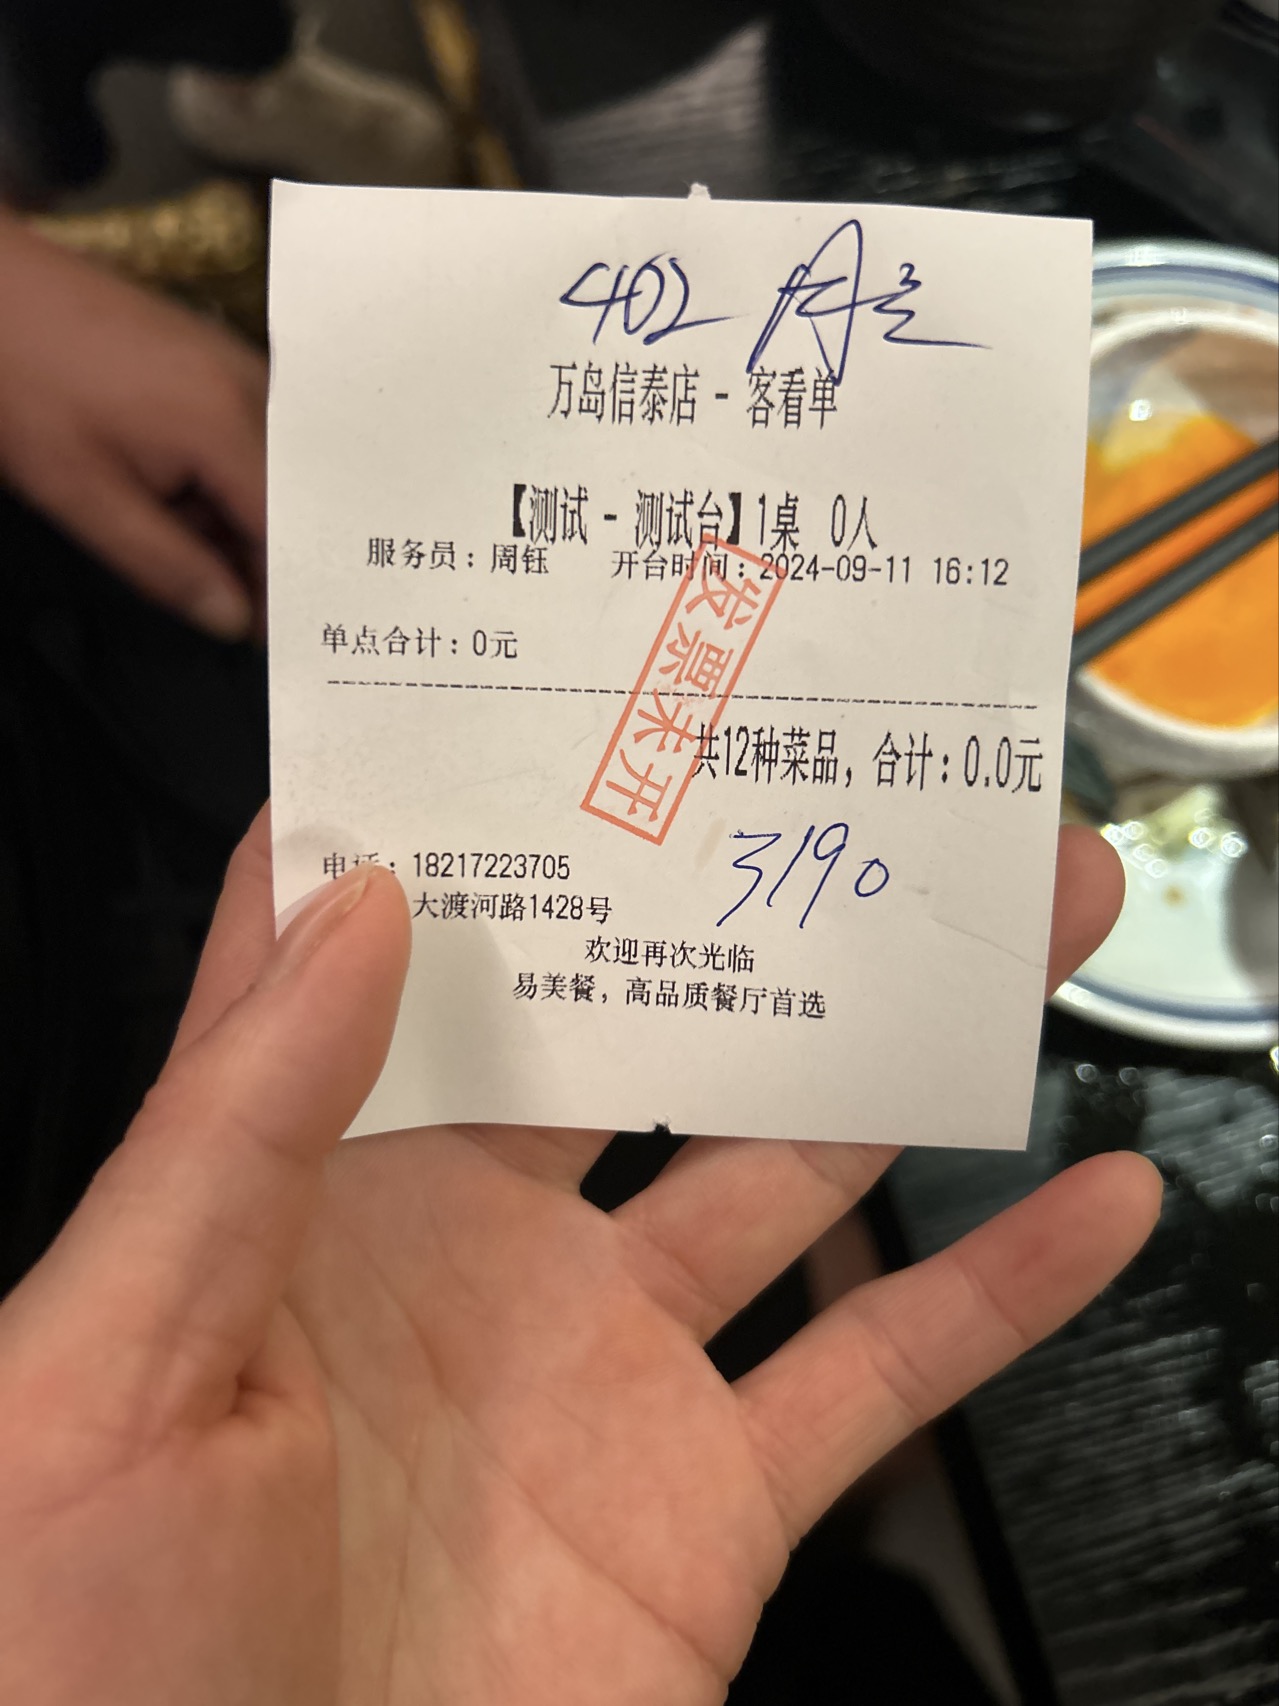 402
万岛信泰店 - 客看单
【测试 - 测试台】1桌 0人
服务员：周钰 开台时间：2024-09-11 16:12
单点合计：0元
发票未开
共12种菜品，合计：0.0元
3190
电话：18217223705
大渡河路1428号
欢迎再次光临
易美餐，高品质餐厅首选